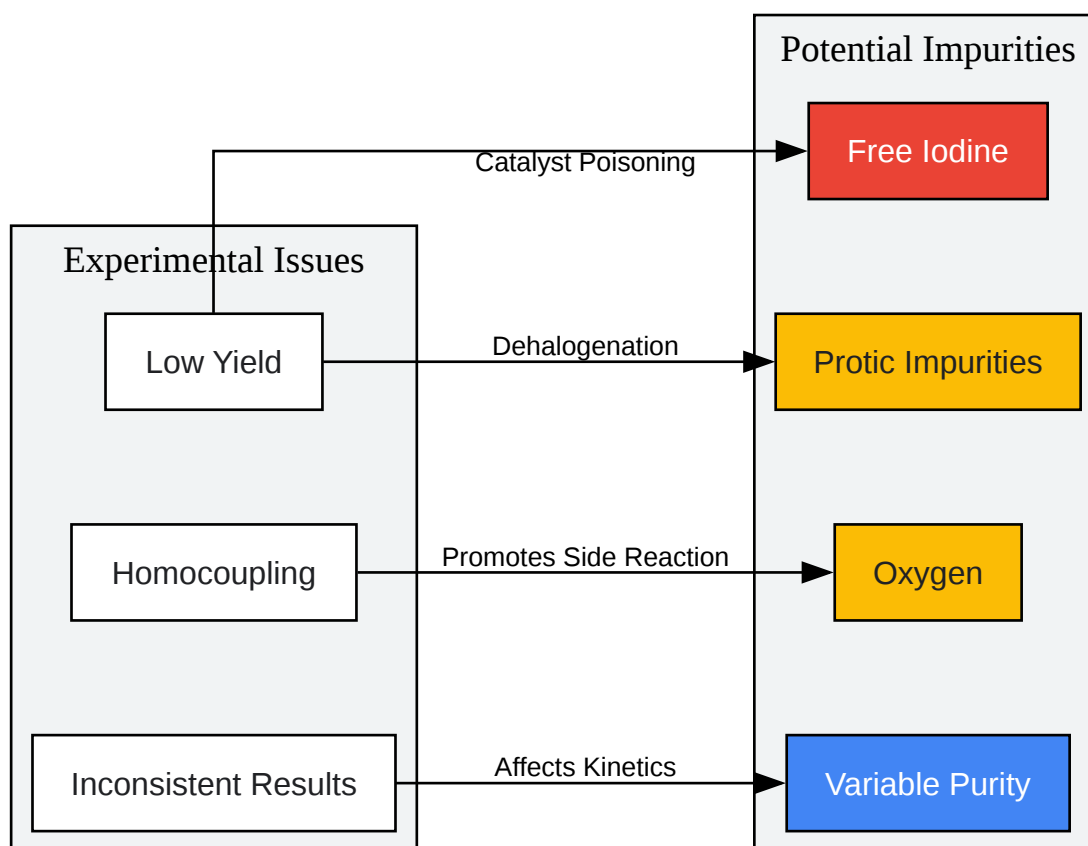 Potential Impurities
Catalyst Poisoning
Free Iodine
Experimental Issues
Low Yield
Dehalogenation
Protic Impurities
Homocoupling
Promotes Side Reaction
Oxygen
Inconsistent Results
Affects Kinetics
Variable Purity